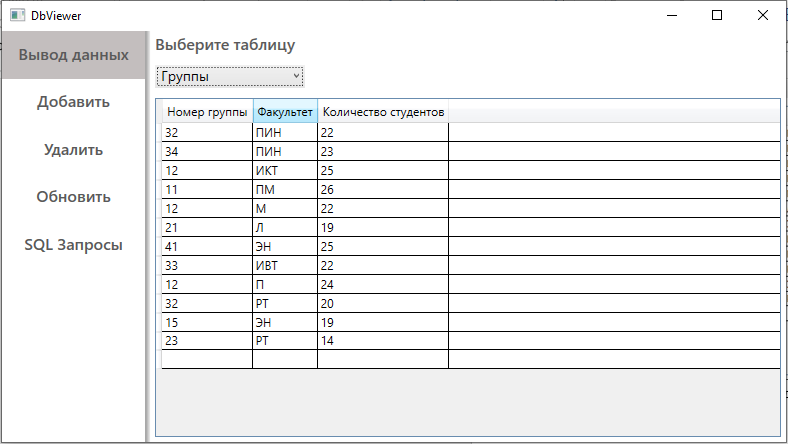 DbViewer
Вывод данных
Добавить
Удалить
Обновить
SQL Запросы
Выберите таблицу
Группы
Номер группы Факультет Количество студентов
32 ПИН 22
34 ПИН 23
12 ИКТ 25
11 ПМ 26
12 М 22
21 Л 19
41 ЭН 25
33 ИВТ 22
12 П 24
32 РТ 20
15 ЭН 19
23 РТ 14